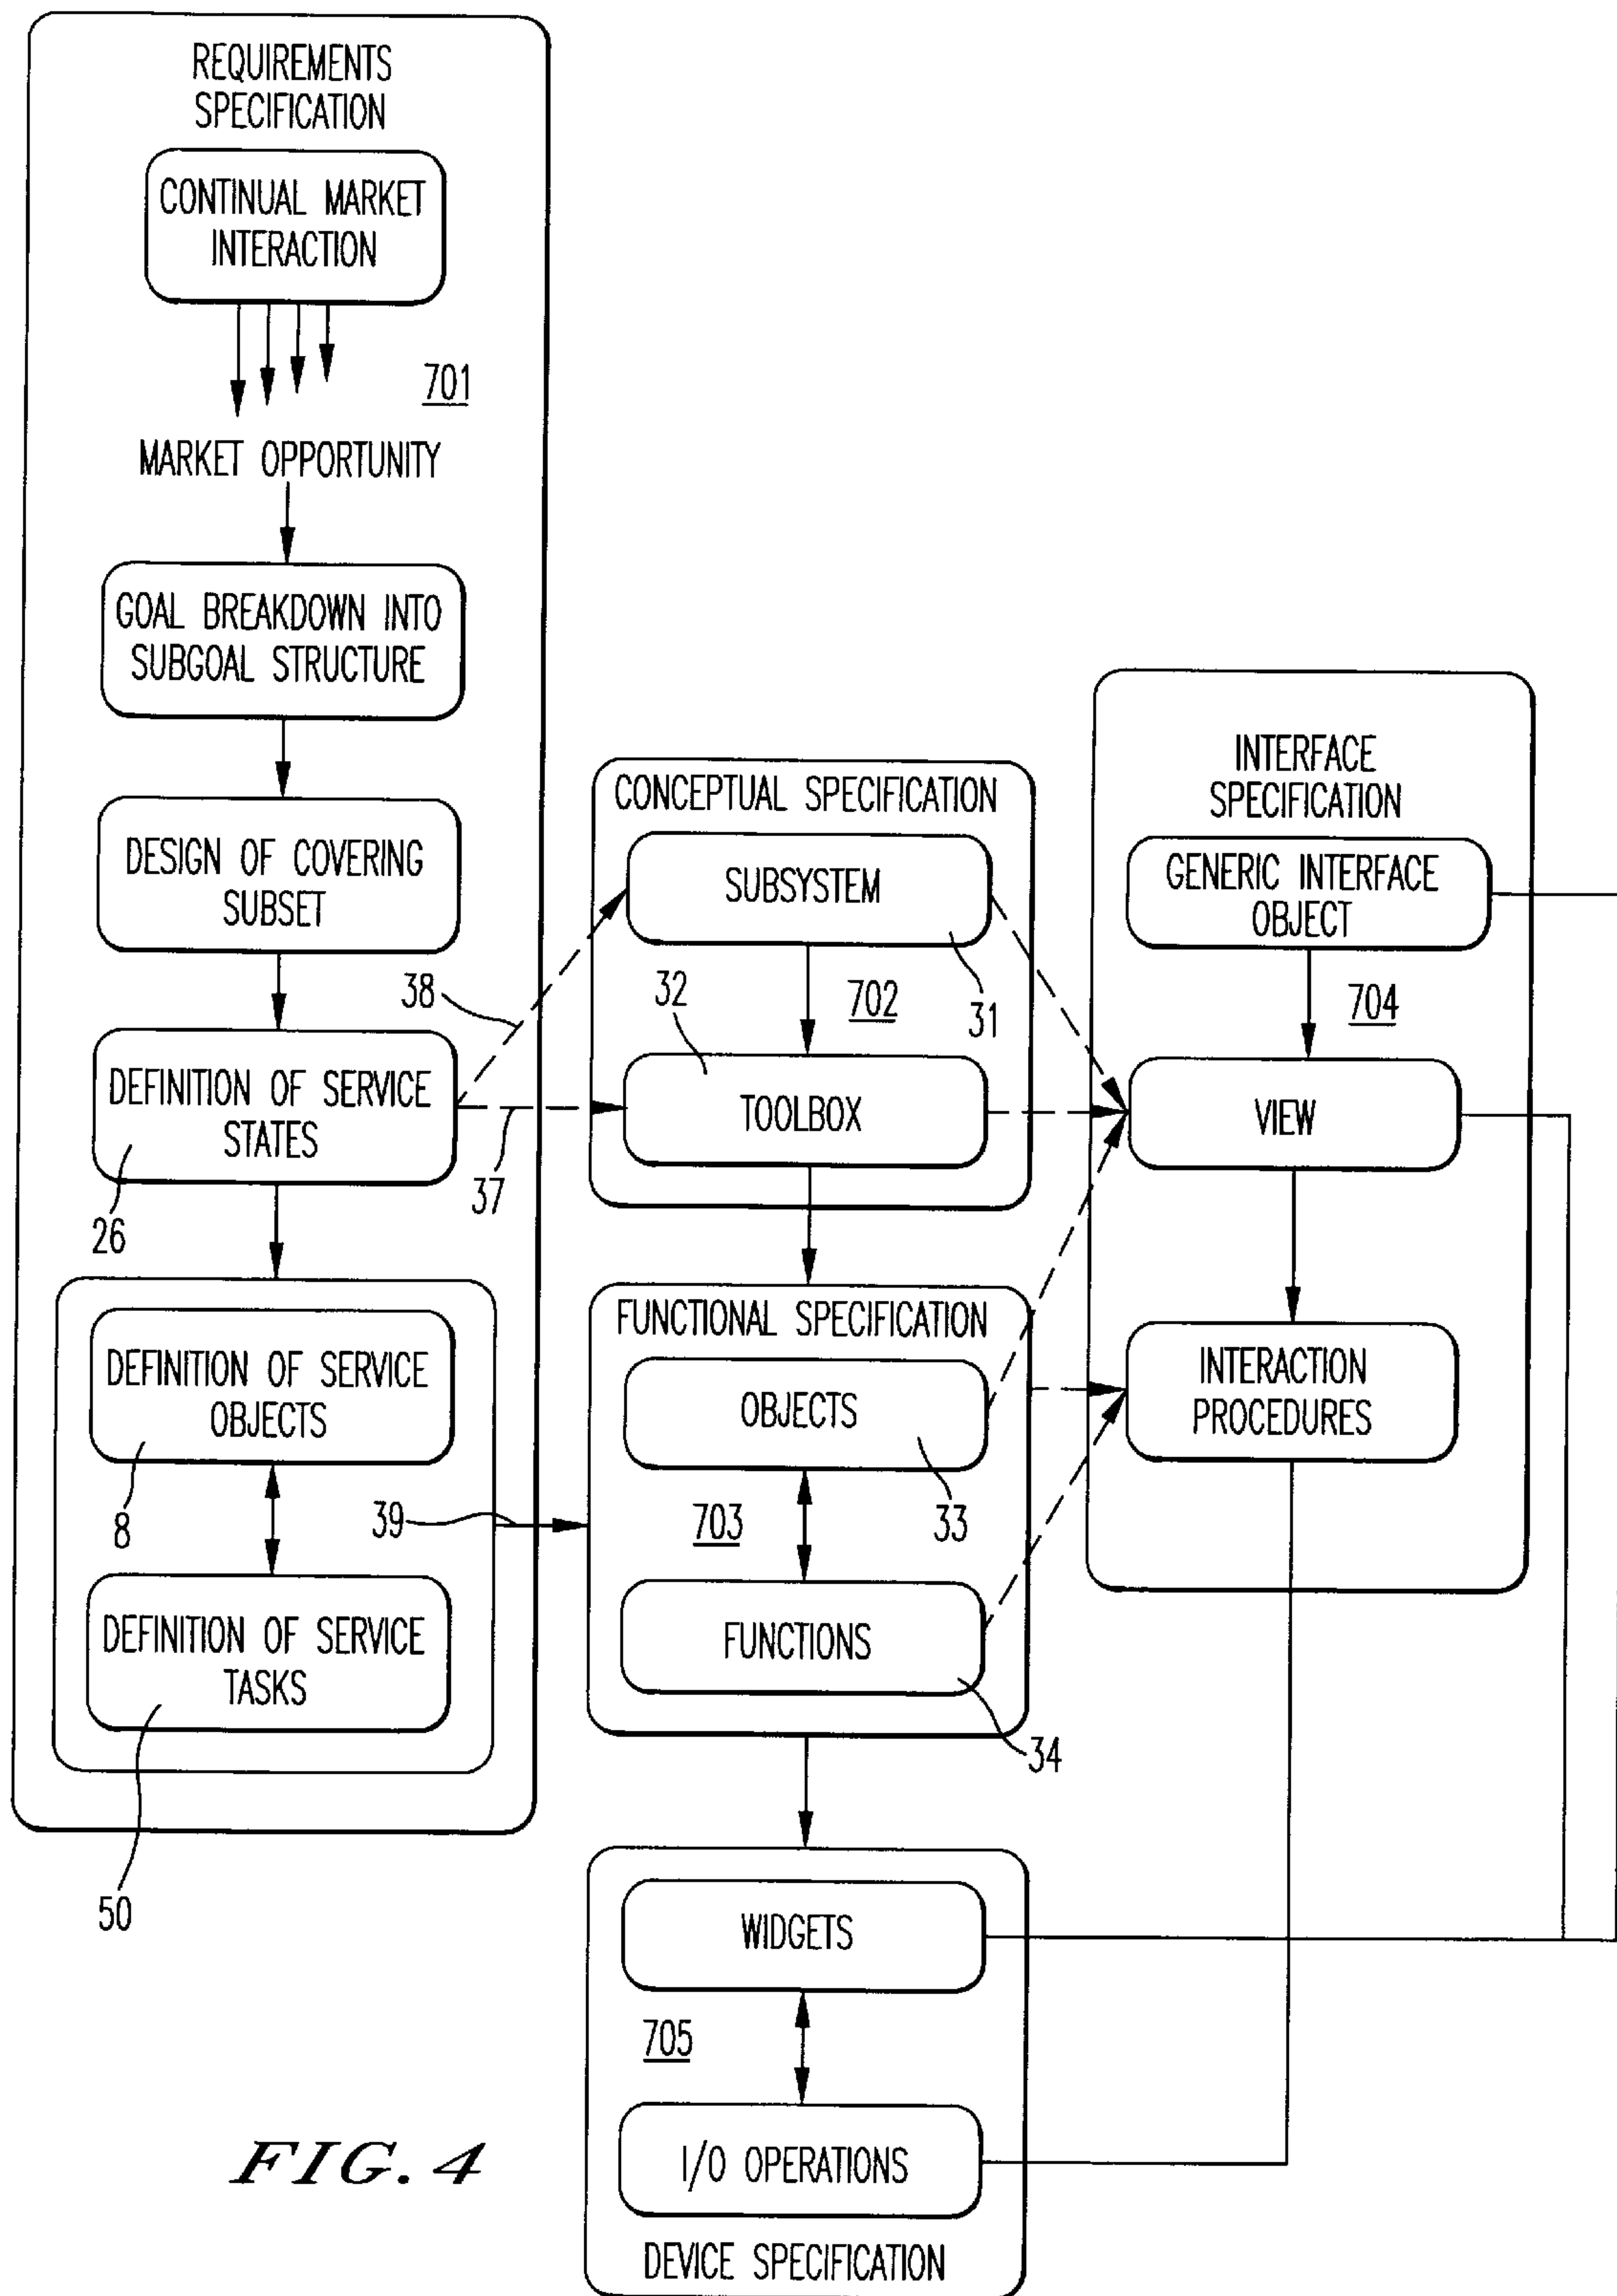 REQUIREMENTS
SPECIFICATION
CONTINUAL MARKET
INTERACTION
701
MARKET OPPORTUNITY
GOAL BREAKDOWN INTO
SUBGOAL STRUCTURE
DESIGN OF COVERING
SUBSET
38
DEFINITION OF SERVICE
STATES
26
37
DEFINITION OF SERVICE
OBJECTS
8
39
DEFINITION OF SERVICE
TASKS
50
CONCEPTUAL SPECIFICATION
SUBSYSTEM
31
32
702
TOOLBOX
FUNCTIONAL SPECIFICATION
OBJECTS
33
703
FUNCTIONS
34
INTERFACE
SPECIFICATION
GENERIC INTERFACE
OBJECT
704
VIEW
INTERACTION
PROCEDURES
WIDGETS
705
I/O OPERATIONS
DEVICE SPECIFICATION
FIG. 4